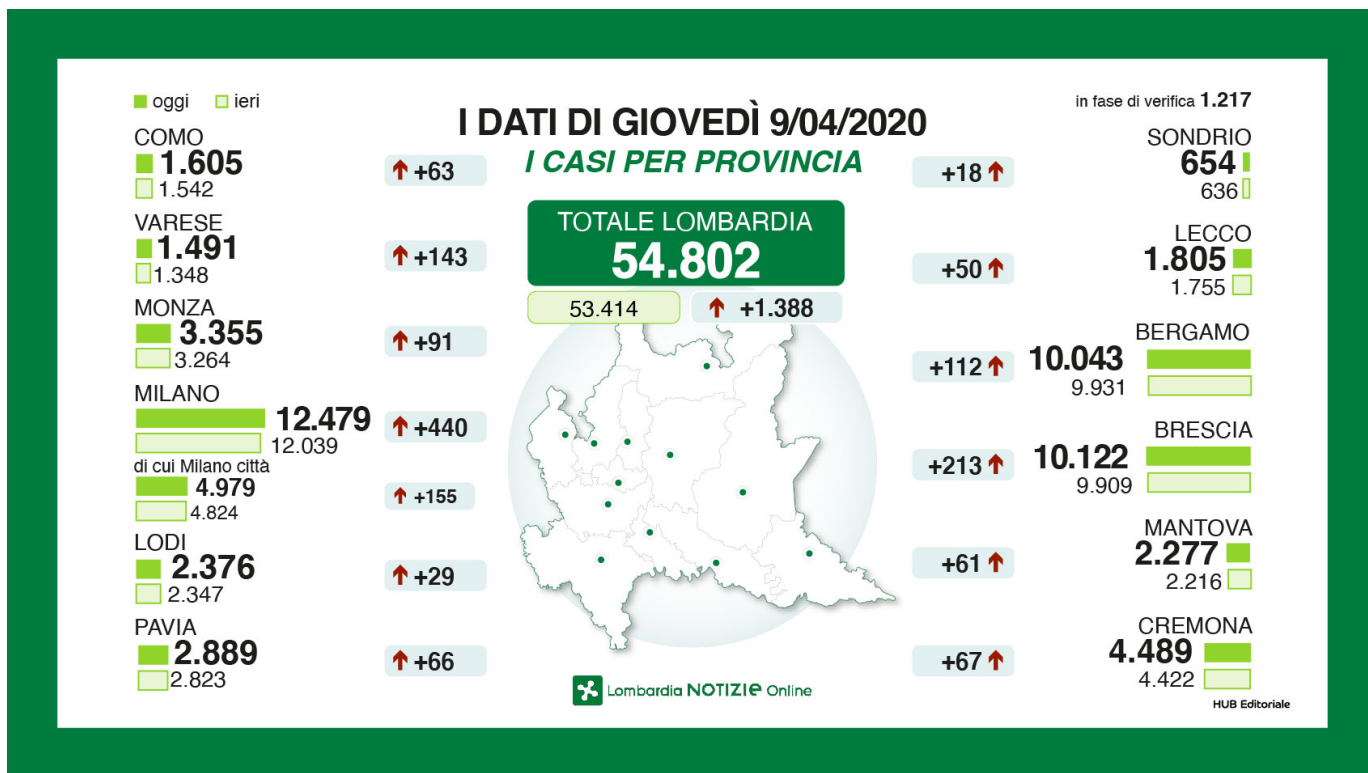 oggi ieri
I DATI DI GIOVEDÌ 9/04/2020
I CASI PER PROVINCIA
in fase di verifica 1.217
TOTALE LOMBARDIA
54.802
53.414
+1.388
COMO
1.605
1.542
+63
VARESE
1.491
1.348
+143
MONZA
3.355
3.264
+91
MILANO
12.479
12.039
+440
di cui Milano città
4.979
4.824
+155
LODI
2.376
2.347
+29
PAVIA
2.889
2.823
+66
SONDRIO
654
636
+18
LECCO
1.805
1.755
+50
BERGAMO
10.043
9.931
+112
BRESCIA
10.122
9.909
+213
MANTOVA
2.277
2.216
+61
CREMONA
4.489
4.422
+67
Lombardia NOTIZIE Online
HUB Editoriale